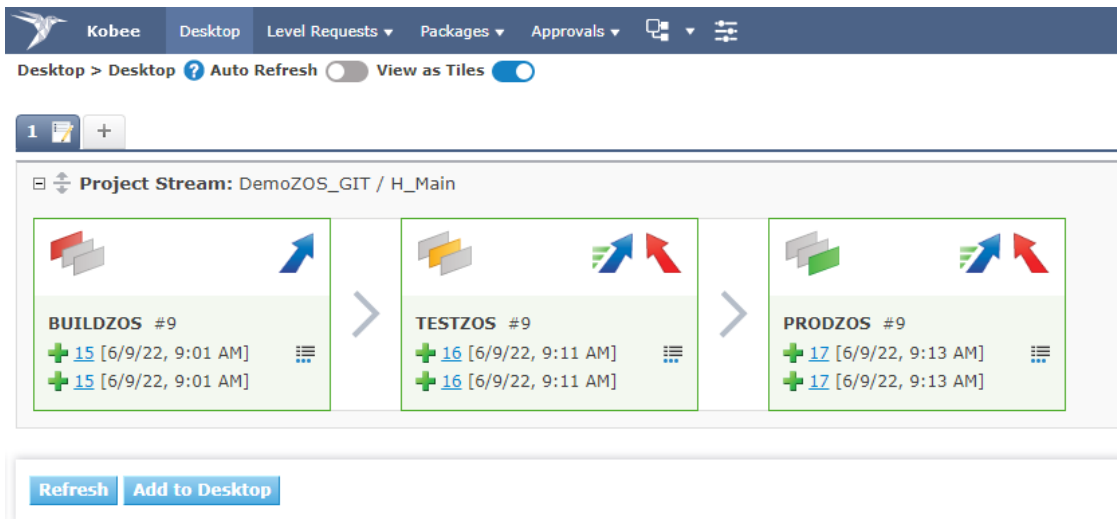 Kobee Desktop Level Requests Packages Approvals
Desktop > Desktop Auto Refresh View as Tiles
1 +
Project Stream: DemoZOS_GIT / H_Main
BUILDZOS #9
15 [6/9/22, 9:01 AM]
15 [6/9/22, 9:01 AM]
TESTZOS #9
16 [6/9/22, 9:11 AM]
16 [6/9/22, 9:11 AM]
PRODZOS #9
17 [6/9/22, 9:13 AM]
17 [6/9/22, 9:13 AM]
Refresh Add to Desktop